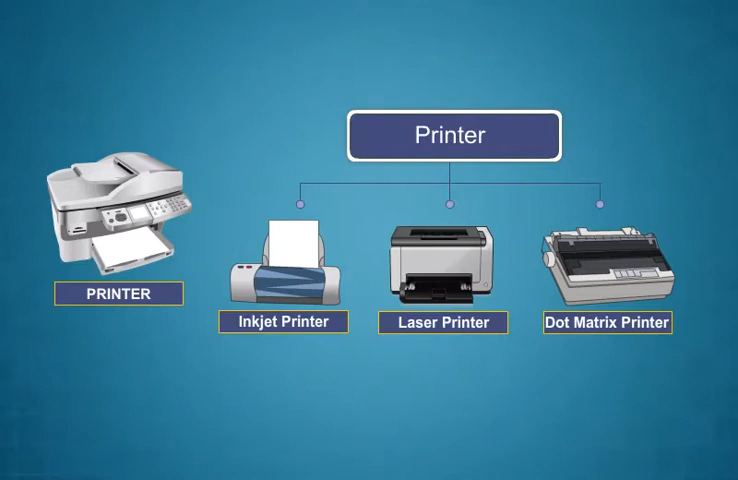 Printer
PRINTER
Inkjet Printer
Laser Printer
Dot Matrix Printer